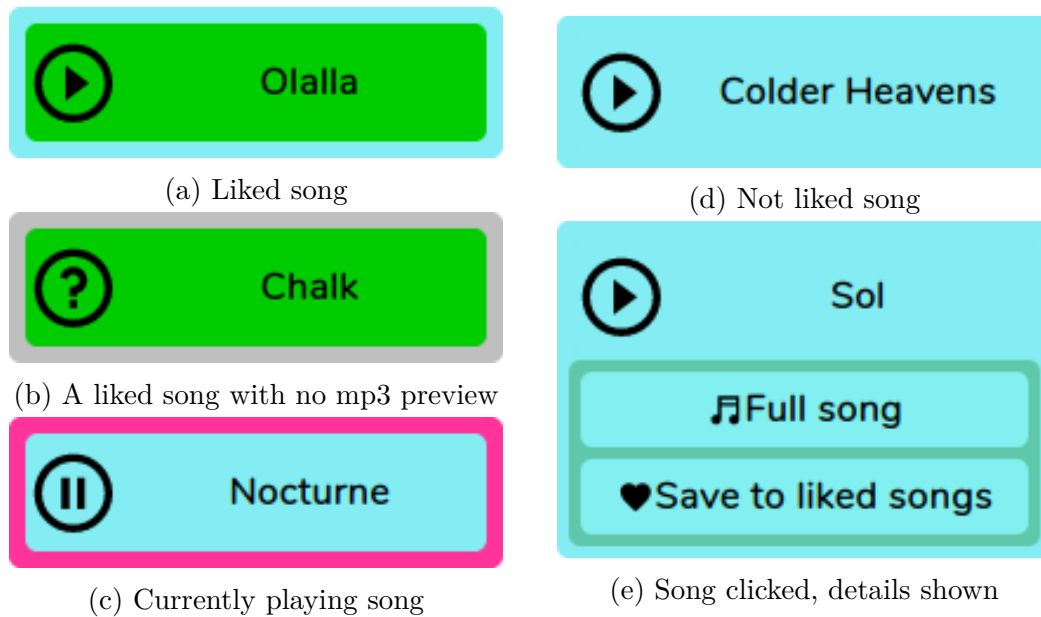 Olalla
(a) Liked song
?
Chalk
(b) A liked song with no mp3 preview
Nocturne
(c) Currently playing song
Colder Heavens
(d) Not liked song
Sol
Full song
Save to liked songs
(e) Song clicked, details shown